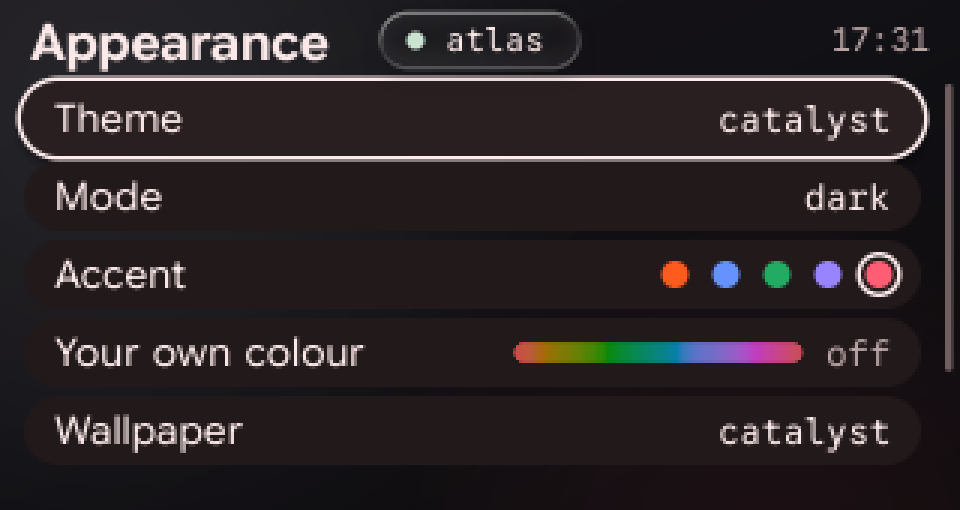 Appearance atlas 17:31
Theme catalyst
Mode dark
Accent
Your own colour off
Wallpaper catalyst